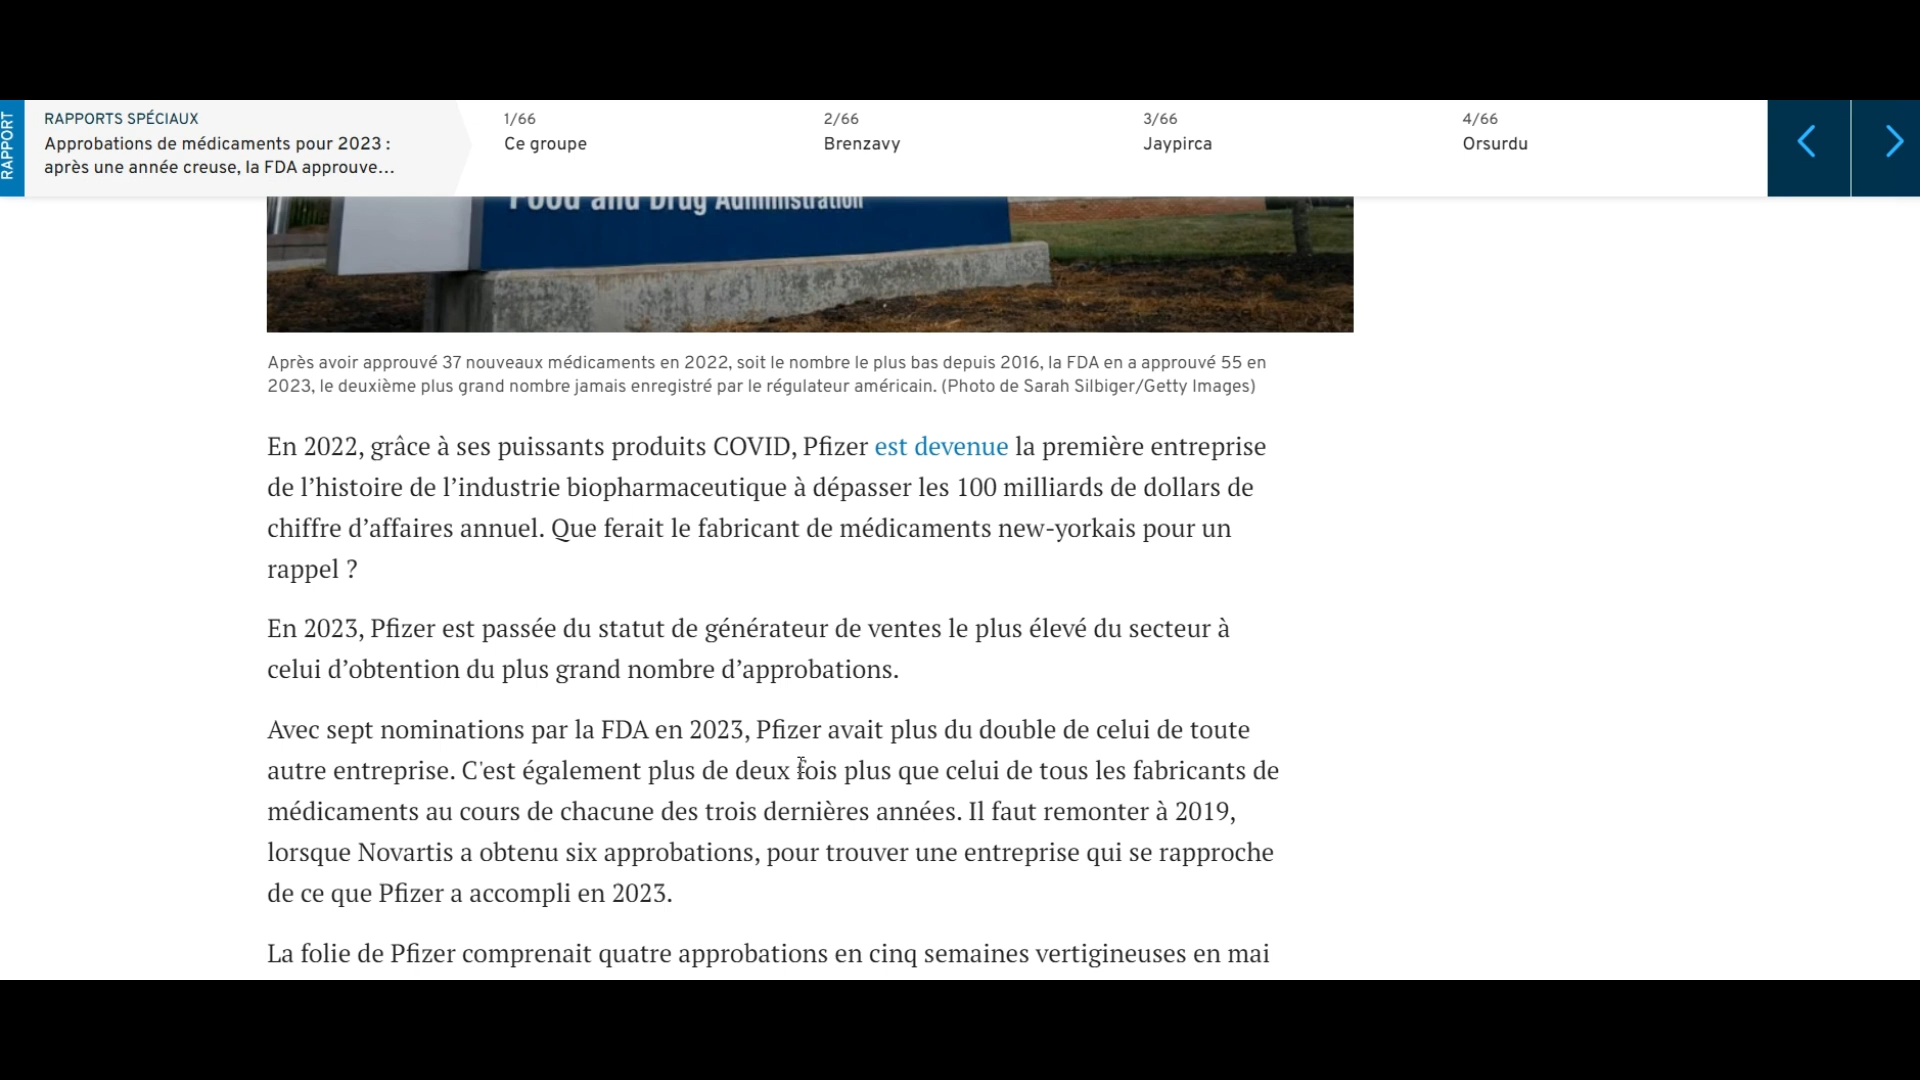 RAPPORT
RAPPORTS SPÉCIAUX
Approbations de médicaments pour 2023 :
après une année creuse, la FDA approuve...
1/66
Ce groupe
2/66
Brenzavy
3/66
Jaypirca
4/66
Orsurdu
Food and Drug Administration
Après avoir approuvé 37 nouveaux médicaments en 2022, soit le nombre le plus bas depuis 2016, la FDA en a approuvé 55 en
2023, le deuxième plus grand nombre jamais enregistré par le régulateur américain. (Photo de Sarah Silbiger/Getty Images)
En 2022, grâce à ses puissants produits COVID, Pfizer est devenue la première entreprise
de l’histoire de l’industrie biopharmaceutique à dépasser les 100 milliards de dollars de
chiffre d’affaires annuel. Que ferait le fabricant de médicaments new-yorkais pour un
rappel ?
En 2023, Pfizer est passée du statut de générateur de ventes le plus élevé du secteur à
celui d’obtention du plus grand nombre d’approbations.
Avec sept nominations par la FDA en 2023, Pfizer avait plus du double de celui de toute
autre entreprise. C'est également plus de deux fois plus que celui de tous les fabricants de
médicaments au cours de chacune des trois dernières années. Il faut remonter à 2019,
lorsque Novartis a obtenu six approbations, pour trouver une entreprise qui se rapproche
de ce que Pfizer a accompli en 2023.
La folie de Pfizer comprenait quatre approbations en cinq semaines vertigineuses en mai